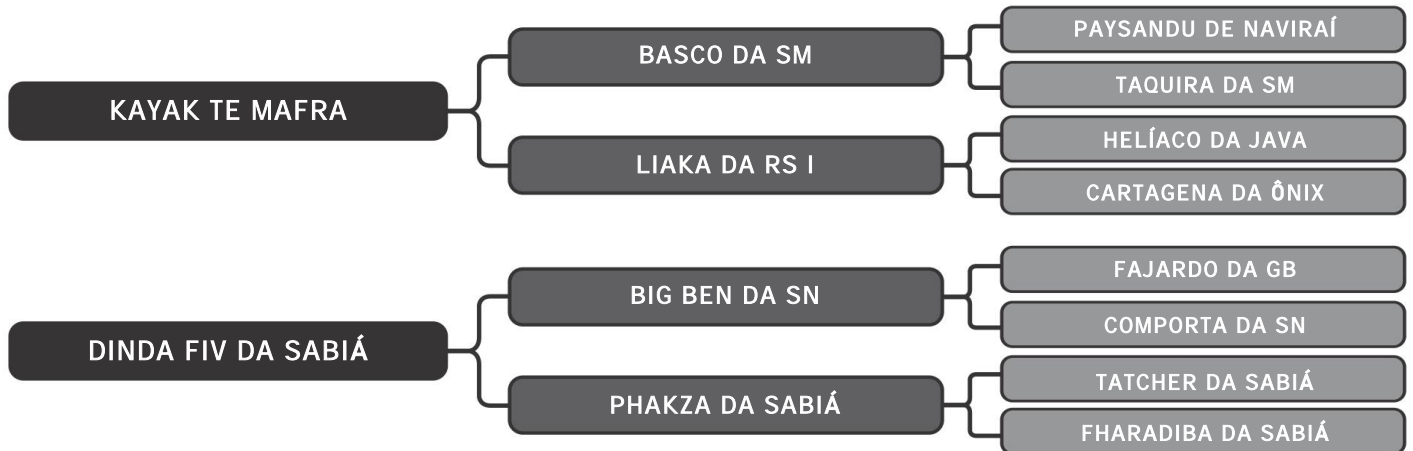 KAYAK TE MAFRA
BASCO DA SM
PAYSANDU DE NAVIRAÍ
TAQUIRA DA SM
LIAKA DA RS I
HELÍACO DA JAVA
CARTAGENA DA ÔNIX
DINDA FIV DA SABIÁ
BIG BEN DA SN
FAJARDO DA GB
COMPORTA DA SN
PHAKZA DA SABIÁ
TATCHER DA SABIÁ
FHARADIBA DA SABIÁ